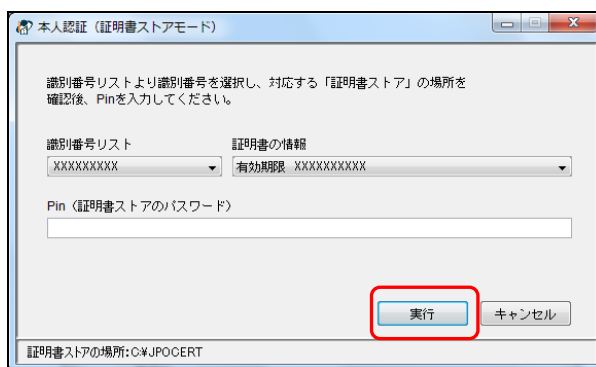 本人認証（証明書ストアモード）
識別番号リストより識別番号を選択し、対応する「証明書ストア」の場所を
確認後、Pinを入力してください。
識別番号リスト 証明書の情報
XXXXXXXXX 有効期限 XXXXXXXXXX
Pin（証明書ストアのパスワード）
実行 キャンセル
証明書ストアの場所:C¥JPOCERT